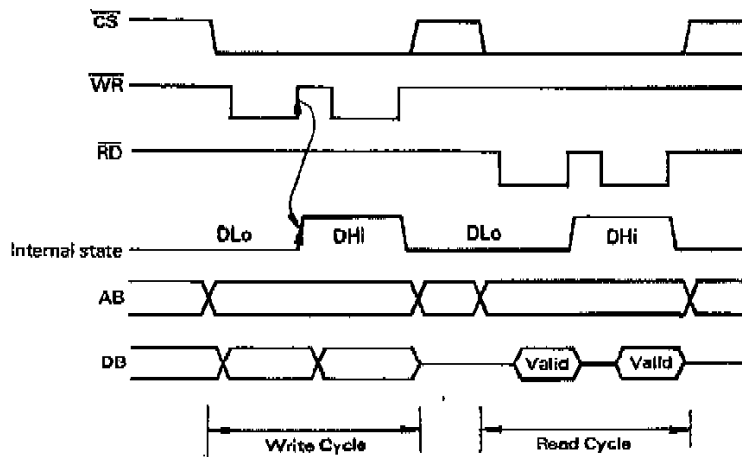 CS
WR
RD
Internal state DLo DHi DLo DHi
AB
DB Valid Valid
Write Cycle Read Cycle